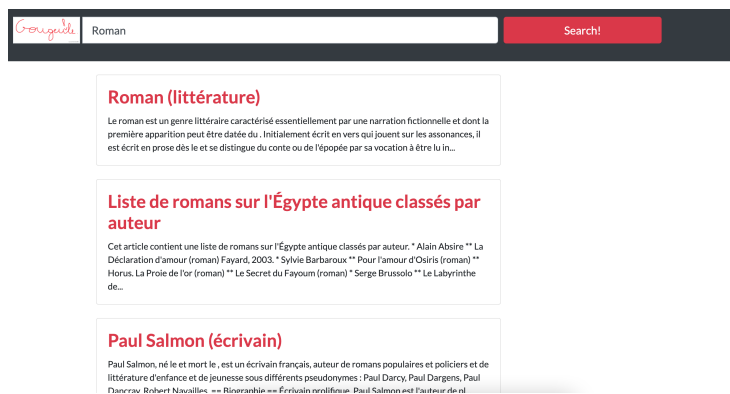 Gouguide
Roman
Search!
Roman (littérature)
Le roman est un genre littéraire caractérisé essentiellement par une narration fictionnelle et dont la
première apparition peut être datée du . Initialement écrit en vers qui jouent sur les assonances, il
est écrit en prose dès le et se distingue du conte ou de l'épopée par sa vocation à être lu in...
Liste de romans sur l'Égypte antique classés par
auteur
Cet article contient une liste de romans sur l'Égypte antique classés par auteur. * Alain Absire ** La
Déclaration d'amour (roman) Fayard, 2003. * Sylvie Barbaroux ** Pour l'amour d'Osiris (roman) **
Horus. La Proie de l'or (roman) ** Le Secret du Fayoum (roman) * Serge Brussolo ** Le Labyrinthe
de...
Paul Salmon (écrivain)
Paul Salmon, né le et mort le , est un écrivain français, auteur de romans populaires et policiers et de
littérature d'enfance et de jeunesse sous différents pseudonymes : Paul Darcy, Paul Dargens, Paul
Dancray, Robert Navailles. == Biographie == Écrivain prolifique, Paul Salmon est l'auteur de pl...